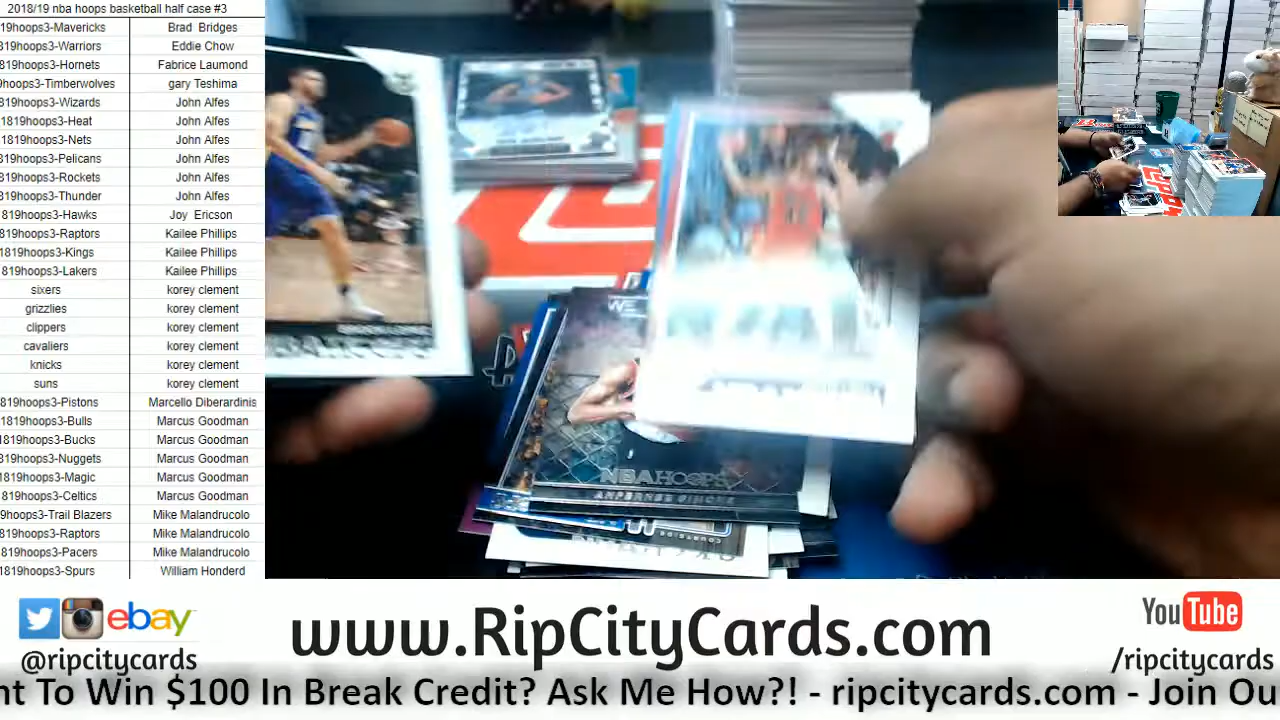 2018/19 nba hoops basketball half case #3
19hoops3-Mavericks Brad Bridges
819hoops3-Warriors Eddie Chow
819hoops3-Hornets Fabrice Laumond
9hoops3-Timberwolves gary Teshima
819hoops3-Wizards John Alfes
1819hoops3-Heat John Alfes
1819hoops3-Nets John Alfes
819hoops3-Pelicans John Alfes
819hoops3-Rockets John Alfes
819hoops3-Thunder John Alfes
819hoops3-Hawks Joy Ericson
819hoops3-Raptors Kailee Phillips
1819hoops3-Kings Kailee Phillips
819hoops3-Lakers Kailee Phillips
sixers korey clement
grizzlies korey clement
clippers korey clement
cavaliers korey clement
knicks korey clement
suns korey clement
819hoops3-Pistons Marcello Diberardinis
1819hoops3-Bulls Marcus Goodman
819hoops3-Bucks Marcus Goodman
819hoops3-Nuggets Marcus Goodman
1819hoops3-Magic Marcus Goodman
819hoops3-Celtics Marcus Goodman
9hoops3-Trail Blazers Mike Malandrucolo
819hoops3-Raptors Mike Malandrucolo
819hoops3-Pacers Mike Malandrucolo
1819hoops3-Spurs William Honderd
WE
NBAHOOPS
ANFERNEE SIMONS
ebay
@ripcitycards
www.RipCityCards.com
YouTube
/ripcitycards
nt To Win $100 In Break Credit? Ask Me How?! - ripcitycards.com - Join Ou